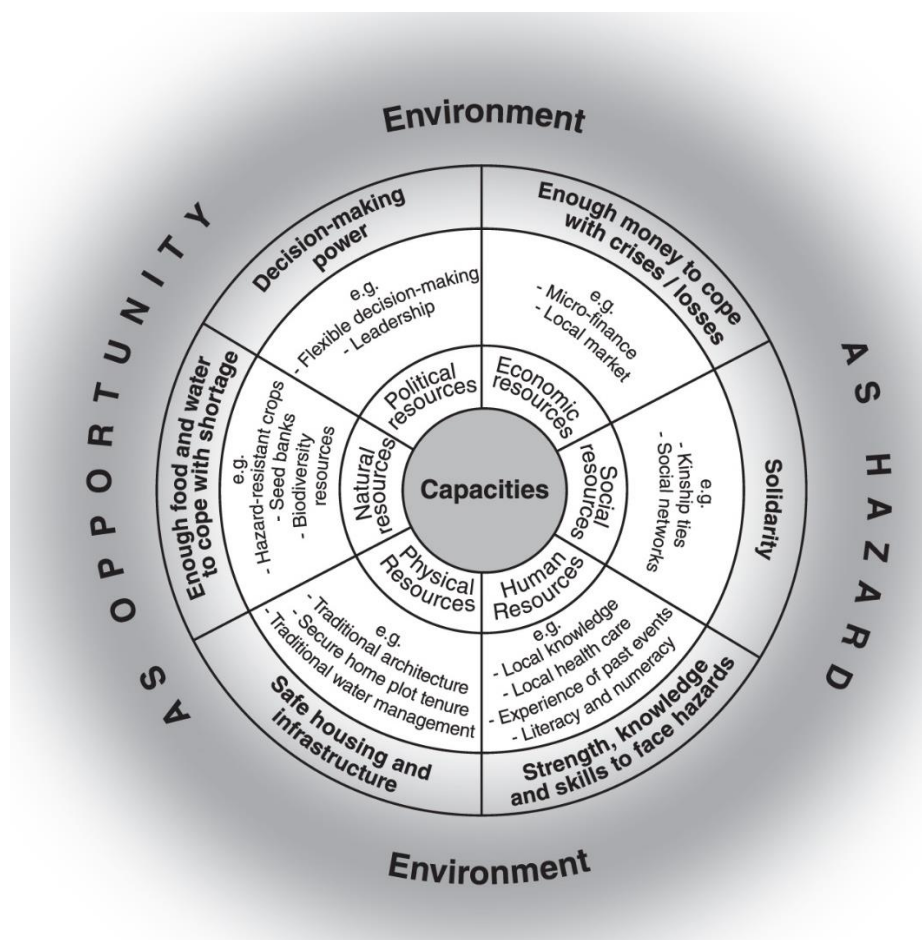 Environment
AS OPPORTUNITY
AS HAZARD
Decision-making
power
e.g.
- Flexible decision-making
- Leadership
Political
resources
Enough money to cope
with crises / losses
e.g.
- Micro-finance
- Local market
Economic
resources
Solidarity
e.g.
- Kinship ties
- Social networks
Social
resources
Strength, knowledge
and skills to face hazards
e.g.
- Local knowledge
- Local health care
- Experience of past events
- Literacy and numeracy
Human
Resources
Safe housing and
infrastructure
e.g.
- Traditional architecture
- Secure home plot tenure
- Traditional water management
Physical
Resources
Enough food and water
to cope with shortage
e.g.
- Hazard-resistant crops
- Seed banks
- Biodiversity
resources
Natural
resources
Capacities
Environment